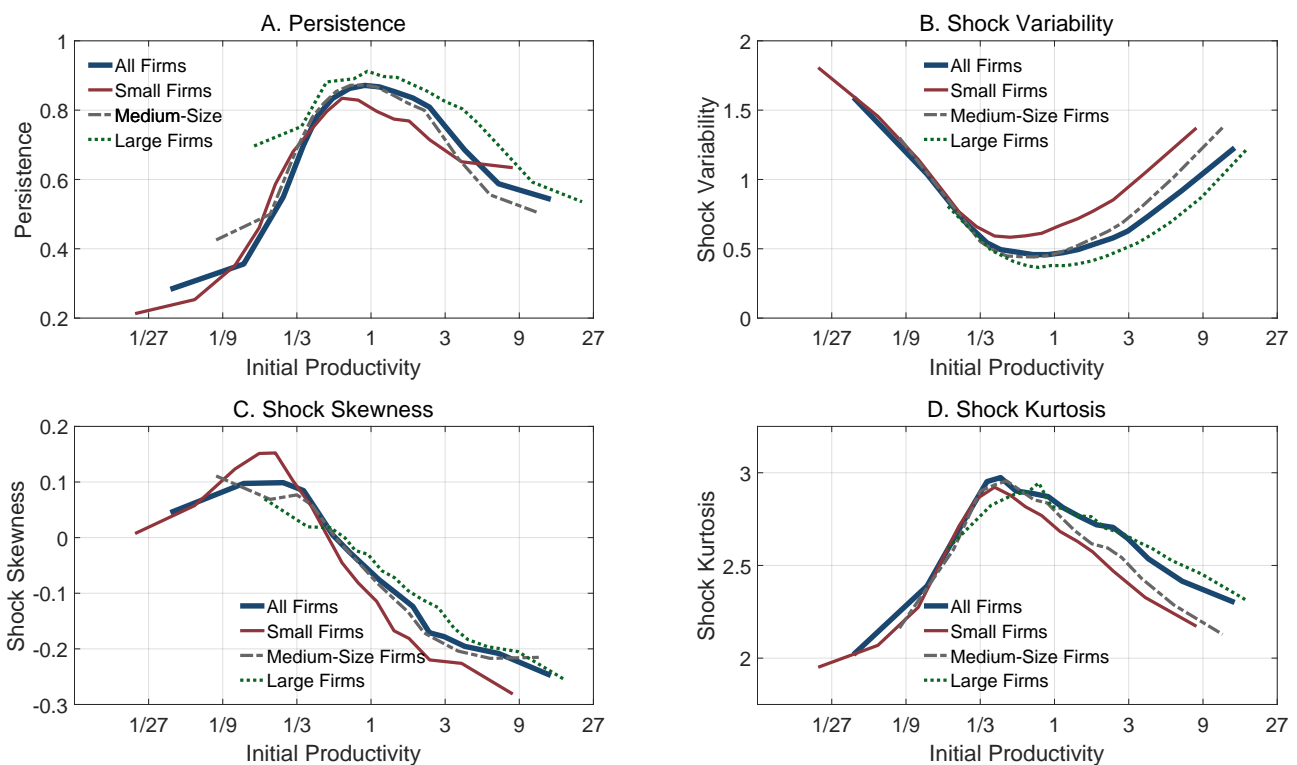 A. Persistence
1
0.8
0.6
0.4
0.2
Persistence
All Firms
Small Firms
Medium-Size
Large Firms
1/27
1/9
1/3
1
3
9
27
Initial Productivity
B. Shock Variability
2
1.5
1
0.5
0
Shock Variability
All Firms
Small Firms
Medium-Size Firms
Large Firms
1/27
1/9
1/3
1
3
9
27
Initial Productivity
C. Shock Skewness
0.2
0.1
0
-0.1
-0.2
-0.3
Shock Skewness
All Firms
Small Firms
Medium-Size Firms
Large Firms
1/27
1/9
1/3
1
3
9
27
Initial Productivity
D. Shock Kurtosis
3
2.5
2
Shock Kurtosis
All Firms
Small Firms
Medium-Size Firms
Large Firms
1/27
1/9
1/3
1
3
9
27
Initial Productivity